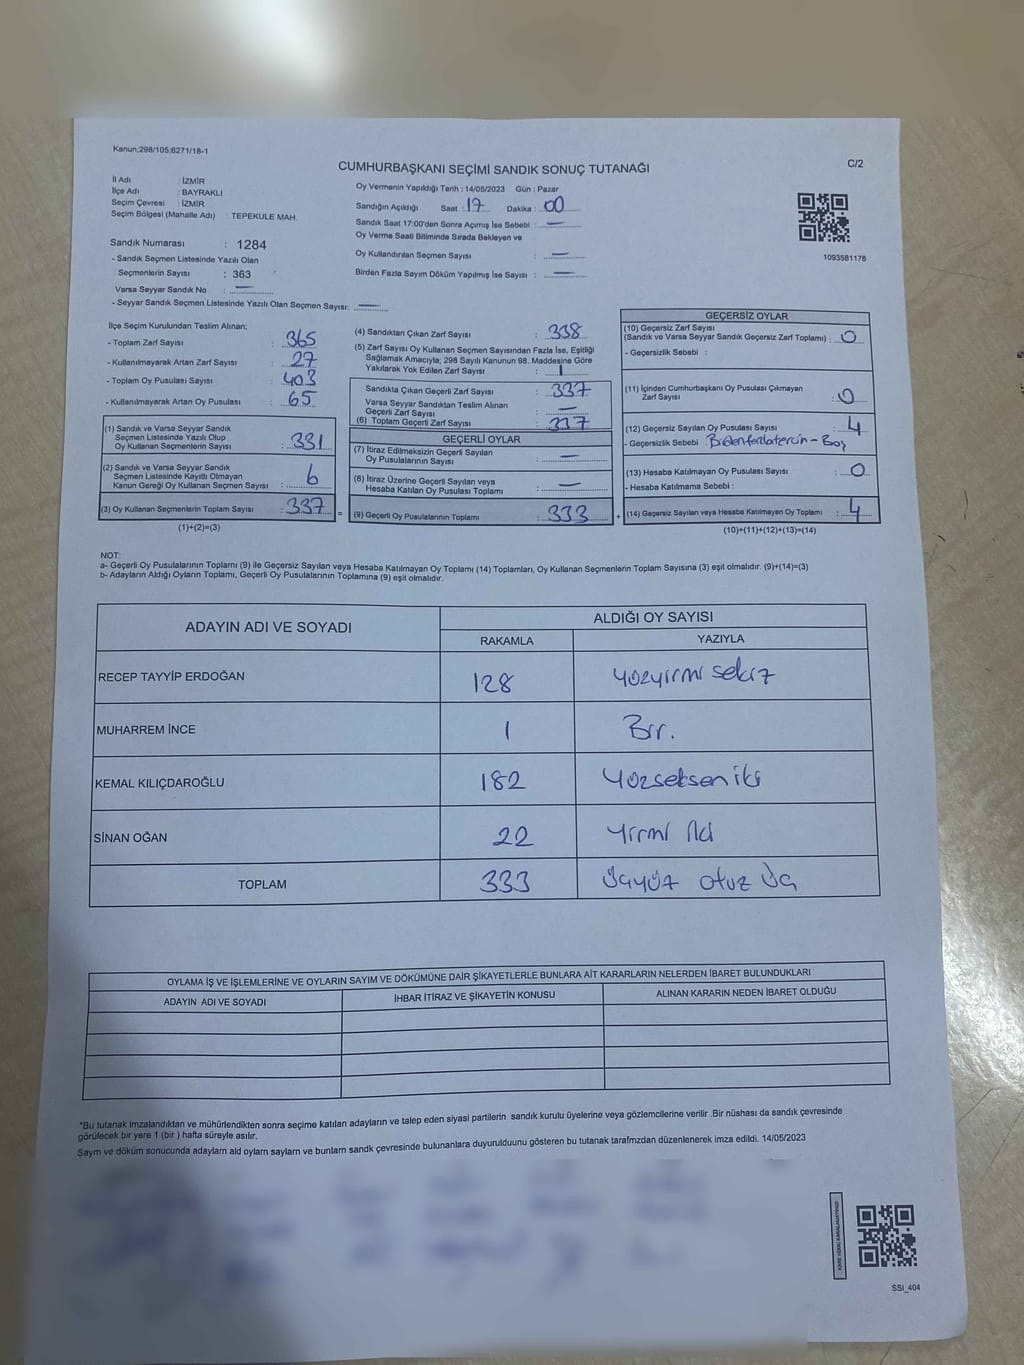 Kanun:298/105;6271/18-1
CUMHURBAŞKANI SEÇİMİ SANDIK SONUÇ TUTANAĞI
C/2
İl Adı : İZMİR
İlçe Adı : BAYRAKLI
Seçim Çevresi : İZMİR
Seçim Bölgesi (Mahalle Adı) : TEPEKULE MAH.
Sandık Numarası : 1284
- Sandık Seçmen Listesinde Yazılı Olan
Seçmenlerin Sayısı : 363
Varsa Seyyar Sandık No : —
- Seyyar Sandık Seçmen Listesinde Yazılı Olan Seçmen Sayısı: —
Oy Vermenin Yapıldığı Tarih : 14/05/2023 Gün : Pazar
Sandığın Açıldığı Saat : 17 Dakika : 00
Sandık Saat 17:00'den Sonra Açımış İse Sebebi : —
Oy Verme Saati Bitiminde Sırada Bekleyen ve
Oy Kullandırılan Seçmen Sayısı : —
Birden Fazla Sayım Döküm Yapılmış İse Sayısı : —
1093581178
İlçe Seçim Kurulundan Teslim Alınan:
- Toplam Zarf Sayısı : 365
- Kullanılmayarak Artan Zarf Sayısı : 27
- Toplam Oy Pusulası Sayısı : 403
- Kullanılmayarak Artan Oy Pusulası : 65
(1) Sandık ve Varsa Seyyar Sandık
Seçmen Listesinde Yazılı Olup
Oy Kullanan Seçmenlerin Sayısı : 331
(2) Sandık ve Varsa Seyyar Sandık
Seçmen Listesinde Kayıtlı Olmayan
Kanun Gereği Oy Kullanan Seçmen Sayısı : 6
(3) Oy Kullanan Seçmenlerin Toplam Sayısı : 337
(1)+(2)=(3)
(4) Sandıktan Çıkan Zarf Sayısı : 338
(5) Zarf Sayısı Oy Kullanan Seçmen Sayısından Fazla İse, Eşitliği
Sağlamak Amacıyla; 298 Sayılı Kanunun 98. Maddesine Göre
Yakılarak Yok Edilen Zarf Sayısı : 1
Sandıkta Çıkan Geçerli Zarf Sayısı : 337
Varsa Seyyar Sandıktan Teslim Alınan
Geçerli Zarf Sayısı : —
(6) Toplam Geçerli Zarf Sayısı : 337
GEÇERLİ OYLAR
(7) İtiraz Edilmeksizin Geçerli Sayılan
Oy Pusulalarının Sayısı : —
(8) İtiraz Üzerine Geçerli Sayılan veya
Hesaba Katılan Oy Pusulası Toplamı : —
(9) Geçerli Oy Pusulalarının Toplamı : 333
GEÇERSİZ OYLAR
(10) Geçersiz Zarf Sayısı
(Sandık ve Varsa Seyyar Sandık Geçersiz Zarf Toplamı) : 0
- Geçersizlik Sebebi :
(11) İçinden Cumhurbaşkanı Oy Pusulası Çıkmayan
Zarf Sayısı : 0
(12) Geçersiz Sayılan Oy Pusulası Sayısı : 4
- Geçersizlik Sebebi : Birden fazla tercih - Boş
(13) Hesaba Katılmayan Oy Pusulası Sayısı : 0
- Hesaba Katılmama Sebebi :
(14) Geçersiz Sayılan veya Hesaba Katılmayan Oy Toplamı : 4
(10)+(11)+(12)+(13)=(14)
NOT:
a- Geçerli Oy Pusulalarının Toplamı (9) ile Geçersiz Sayılan veya Hesaba Katılmayan Oy Toplamı (14) Toplamları, Oy Kullanan Seçmenlerin Toplam Sayısına (3) eşit olmalıdır. (9)+(14)=(3)
b- Adayların Aldığı Oyların Toplamı, Geçerli Oy Pusulalarının Toplamına (9) eşit olmalıdır.
ADAYIN ADI VE SOYADI
ALDIĞI OY SAYISI
RAKAMLA YAZIYLA
RECEP TAYYİP ERDOĞAN 128 yüzyirmi sekiz
MUHARREM İNCE 1 Bir.
KEMAL KILIÇDAROĞLU 182 yüzseksen iki
SİNAN OĞAN 22 yirmi iki
TOPLAM 333 üçyüz otuz üç
OYLAMA İŞ VE İŞLEMLERİNE VE OYLARIN SAYIM VE DÖKÜMÜNE DAİR ŞİKAYETLERLE BUNLARA AİT KARARLARIN NELERDEN İBARET BULUNDUKLARI
ADAYIN ADI VE SOYADI İHBAR İTİRAZ VE ŞİKAYETİN KONUSU ALINAN KARARIN NEDEN İBARET OLDUĞU
*Bu tutanak imzalandıktan ve mühürlendikten sonra seçime katılan adayların ve talep eden siyasi partilerin sandık kurulu üyelerine veya gözlemcilerine verilir .Bir nüshası da sandık çevresinde
görülecek bir yere 1 (bir ) hafta süreyle asılır.
Sayım ve döküm sonucunda adayların ald oyların sayların ve bunların sandk çevresinde bulunanlara duyurulduunu gösteren bu tutanak tarafmzdan düzenlenerek imza edildi. 14/05/2023
SSİ_404